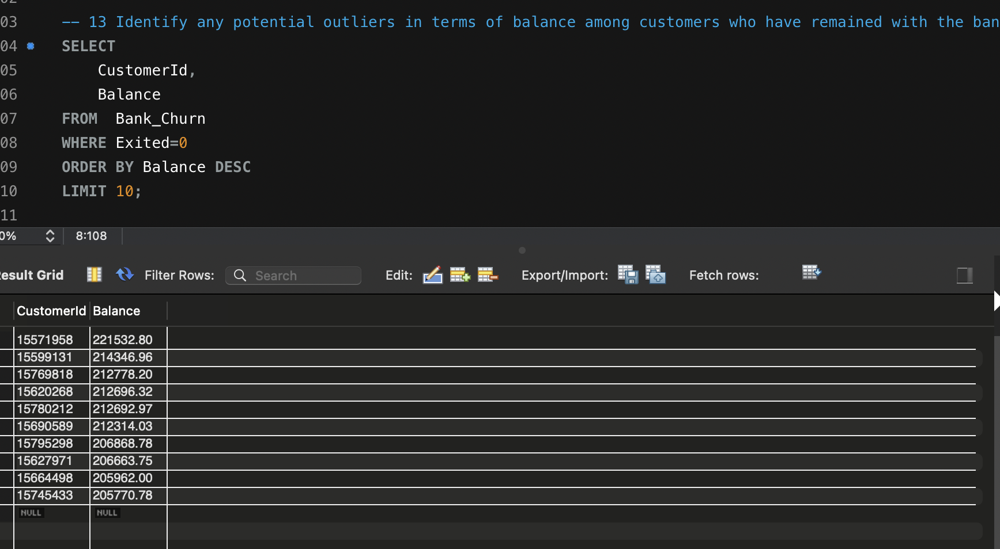 02
03 -- 13 Identify any potential outliers in terms of balance among customers who have remained with the ban
04 SELECT
05 CustomerId,
06 Balance
07 FROM  Bank_Churn
08 WHERE Exited=0
09 ORDER BY Balance DESC
10 LIMIT 10;
11
0% 8:108
esult Grid Filter Rows: Search Edit: Export/Import: Fetch rows:
CustomerId Balance
15571958 221532.80
15599131 214346.96
15769818 212778.20
15620268 212696.32
15780212 212692.97
15690589 212314.03
15795298 206868.78
15627971 206663.75
15664498 205962.00
15745433 205770.78
NULL NULL